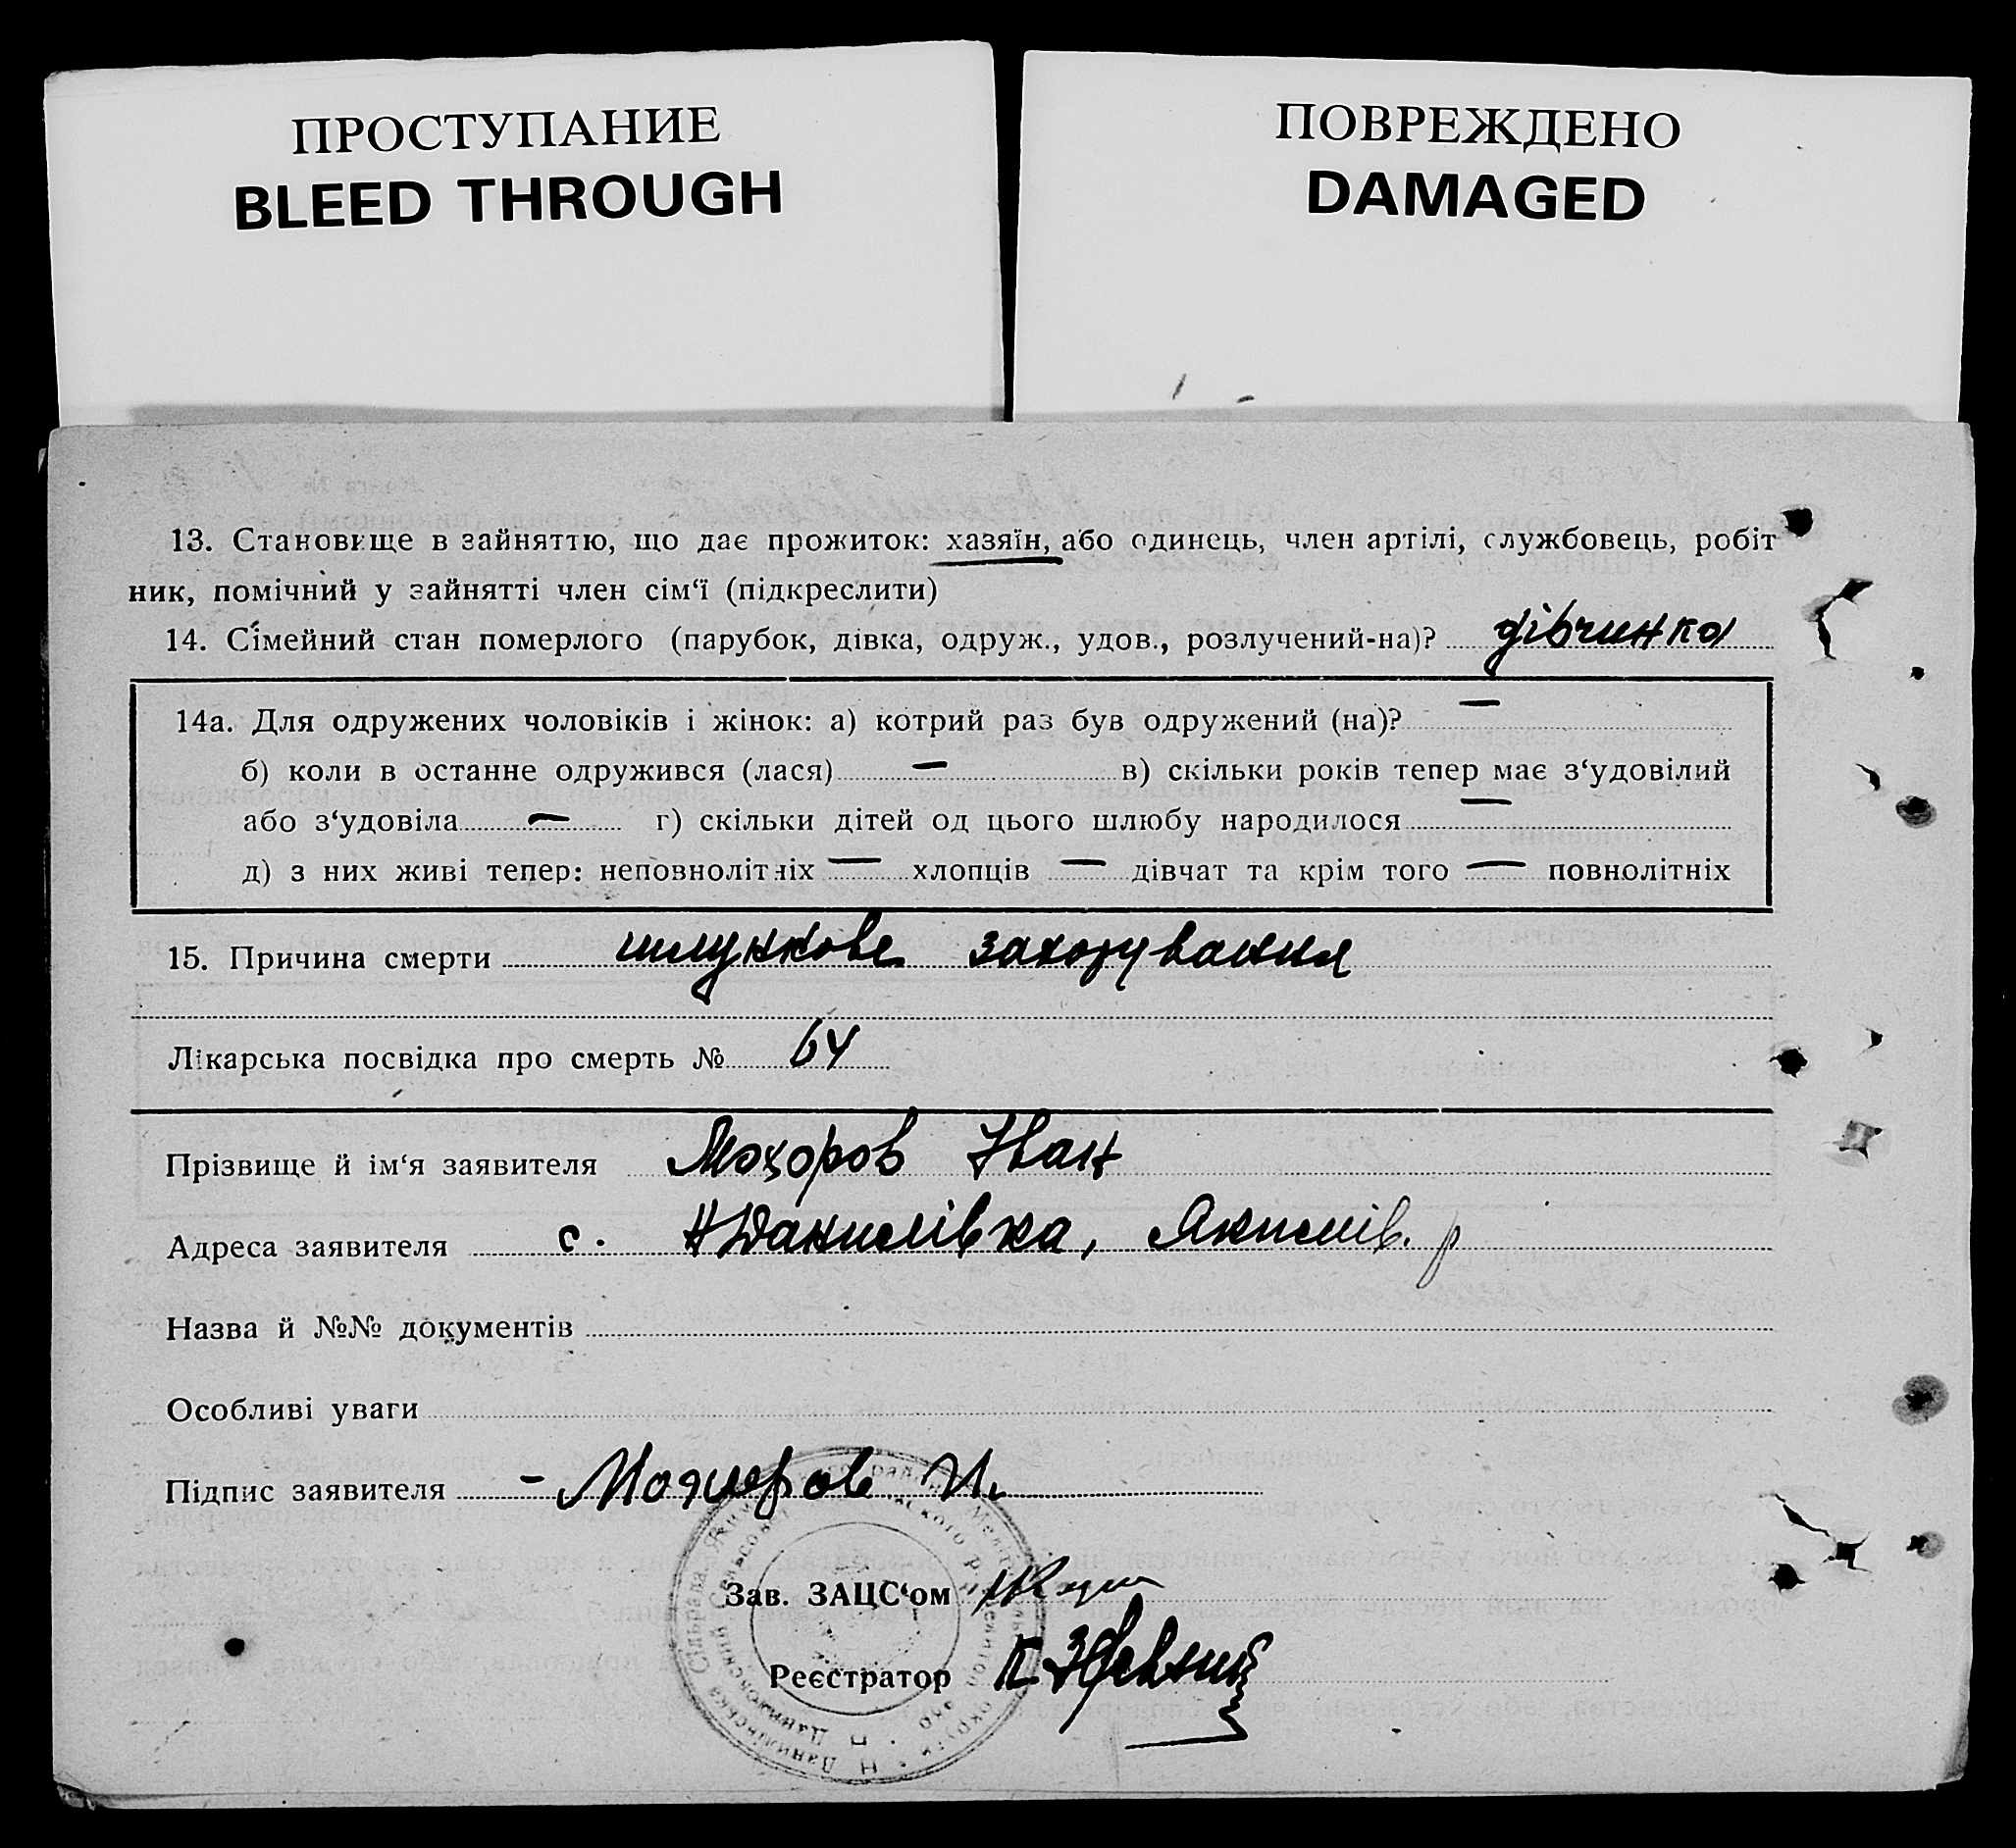 ПРОСТУПАНИЕ
BLEED THROUGH
ПОВРЕЖДЕНО
DAMAGED
13. Становище в зайняттю, що дає прожиток: хазяїн, або одинець, член артілі, службовець, робіт
ник, помічний у зайнятті член сім‘ї (підкреслити)
14. Сімейний стан померлого (парубок, дівка, одруж., удов., розлучений-на)? дівчинка
14а. Для одружених чоловіків і жінок: а) котрий раз був одружений (на)? —
б) коли в останне одружився (лася) — в) скільки років тепер має з‘удовілий
або з‘удовіла — г) скільки дітей од цього шлюбу народилося —
д) з них живі тепер: неповнолітніх — хлопців — дівчат та крім того — повнолітніх
15. Причина смерти шлункове захорування
Лікарська посвідка про смерть № 64
Прізвище й ім‘я заявителя Иван
Адреса заявителя с. Н Данилівка, Якимів. р
Назва й №№ документів
Особливі уваги
Підпис заявителя - И.
Зав. ЗАЦС‘ом
Реєстратор К.